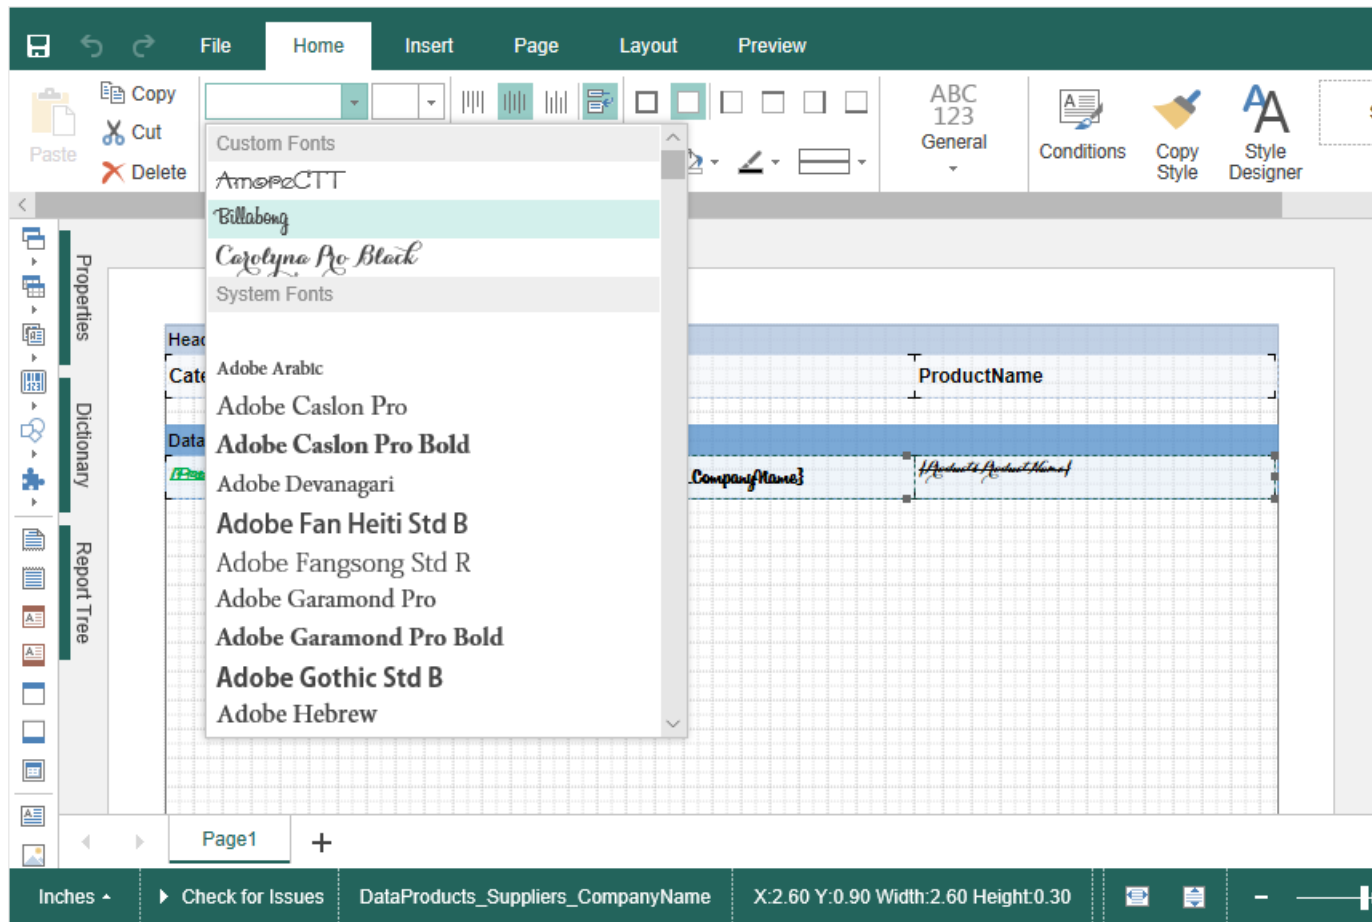 File Home Insert Page Layout Preview
Paste
Copy
Cut
Delete
ABC
123
General
Conditions
Copy
Style
Style
Designer
Custom Fonts
AmoreCTT
Billabong
Carolyna Pro Black
System Fonts
Adobe Arabic
Adobe Caslon Pro
Adobe Caslon Pro Bold
Adobe Devanagari
Adobe Fan Heiti Std B
Adobe Fangsong Std R
Adobe Garamond Pro
Adobe Garamond Pro Bold
Adobe Gothic Std B
Adobe Hebrew
Properties
Dictionary
Report Tree
Head
Cate
ProductName
Data
.CompanyName}
{Products.ProductName}
Page1
Inches
Check for Issues
DataProducts_Suppliers_CompanyName
X:2.60 Y:0.90 Width:2.60 Height:0.30